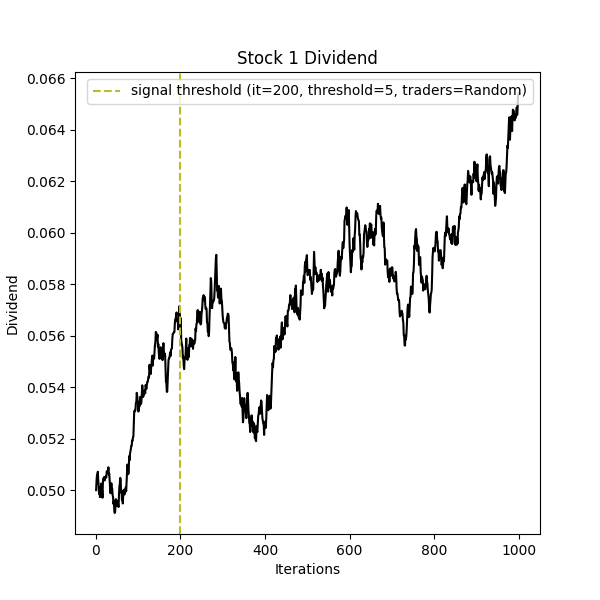 Stock 1 Dividend
signal threshold (it=200, threshold=5, traders=Random)
0.066
0.064
0.062
0.060
0.058
0.056
0.054
0.052
0.050
Dividend
0 200 400 600 800 1000
Iterations